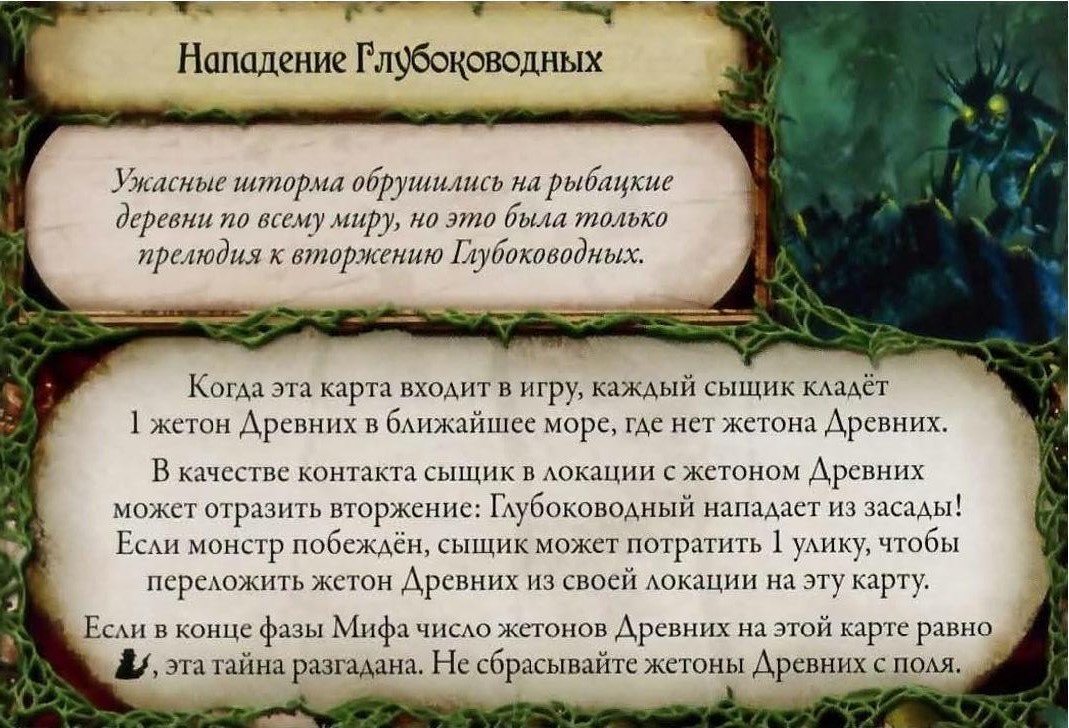 Нападение Глубоководных
Ужасные шторма обрушились на рыбацкие
деревни по всему миру, но это была только
прелюдия к вторжению Глубоководных.
Когда эта карта входит в игру, каждый сыщик кладёт
1 жетон Древних в ближайшее море, где нет жетона Древних.
В качестве контакта сыщик в локации с жетоном Древних
может отразить вторжение: Глубоководный нападает из засады!
Если монстр побеждён, сыщик может потратить 1 улику, чтобы
переложить жетон Древних из своей локации на эту карту.
Если в конце фазы Мифа число жетонов Древних на этой карте равно
, эта тайна разгадана. Не сбрасывайте жетоны Древних с поля.